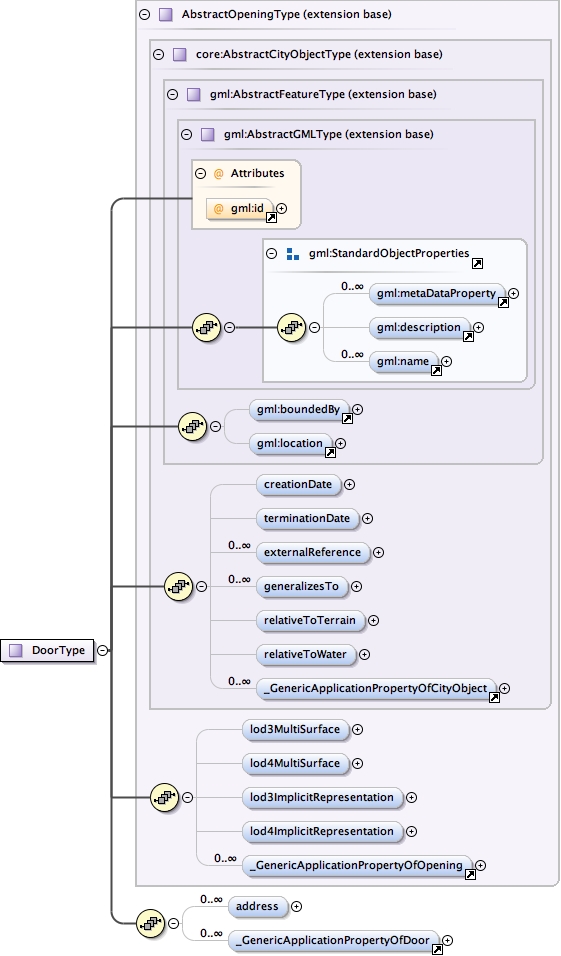 AbstractOpeningType (extension base)
core:AbstractCityObjectType (extension base)
gml:AbstractFeatureType (extension base)
gml:AbstractGMLType (extension base)
@ Attributes
@ gml:id
gml:StandardObjectProperties
0..∞
gml:metaDataProperty
gml:description
0..∞
gml:name
gml:boundedBy
gml:location
creationDate
terminationDate
0..∞
externalReference
0..∞
generalizesTo
relativeToTerrain
DoorType
relativeToWater
0..∞
_GenericApplicationPropertyOfCityObject
lod3MultiSurface
lod4MultiSurface
lod3ImplicitRepresentation
lod4ImplicitRepresentation
0..∞
_GenericApplicationPropertyOfOpening
0..∞
address
0..∞
_GenericApplicationPropertyOfDoor